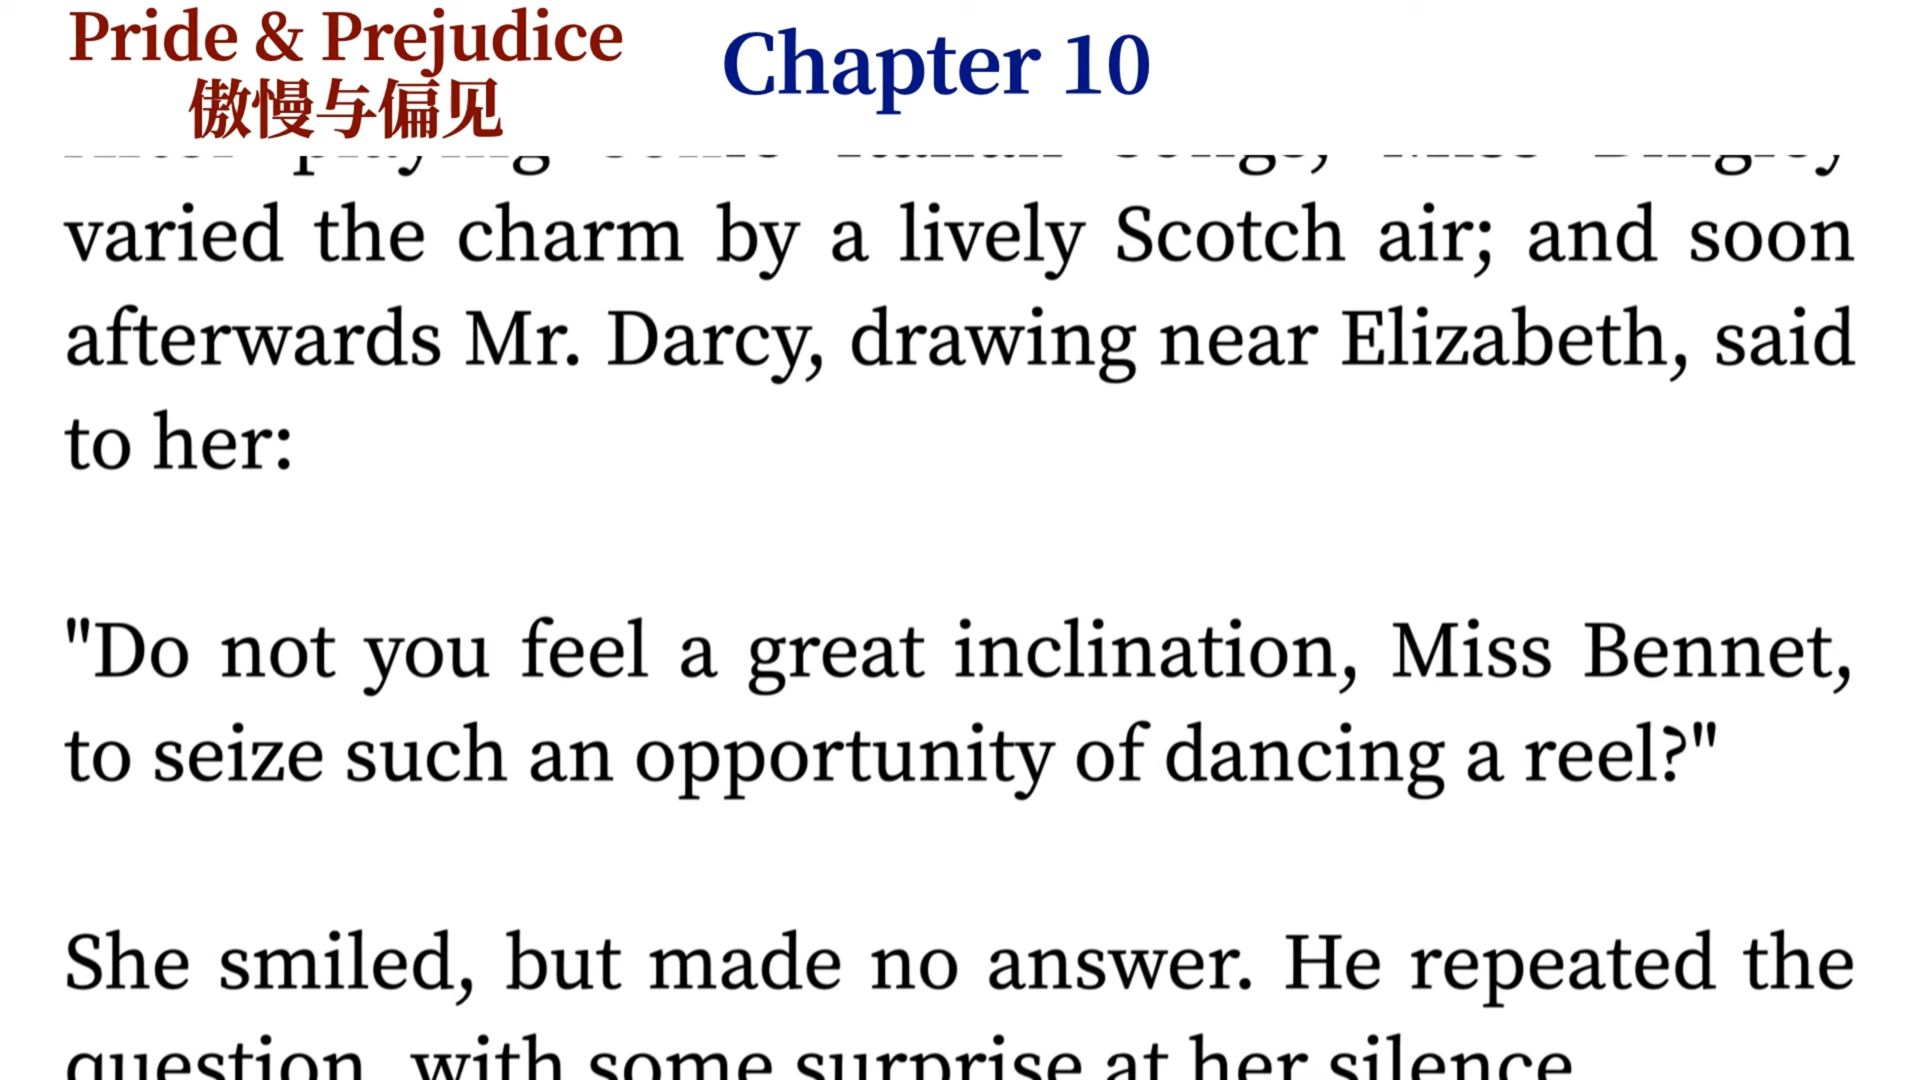 Pride & Prejudice
傲慢与偏见
Chapter 10
varied the charm by a lively Scotch air; and soon
afterwards Mr. Darcy, drawing near Elizabeth, said
to her:
"Do not you feel a great inclination, Miss Bennet,
to seize such an opportunity of dancing a reel?"
She smiled, but made no answer. He repeated the
question, with some surprise at her silence.